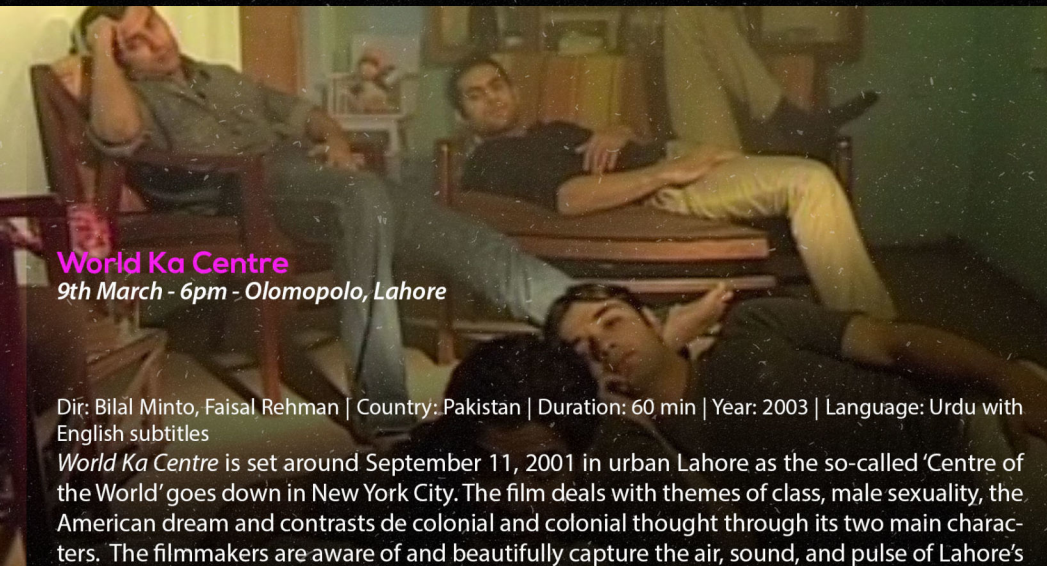 World Ka Centre
9th March - 6pm - Olomopolo, Lahore
Dir: Bilal Minto, Faisal Rehman | Country: Pakistan | Duration: 60 min | Year: 2003 | Language: Urdu with
English subtitles
World Ka Centre is set around September 11, 2001 in urban Lahore as the so-called ‘Centre of
the World’ goes down in New York City. The film deals with themes of class, male sexuality, the
American dream and contrasts de colonial and colonial thought through its two main charac-
ters.  The filmmakers are aware of and beautifully capture the air, sound, and pulse of Lahore’s